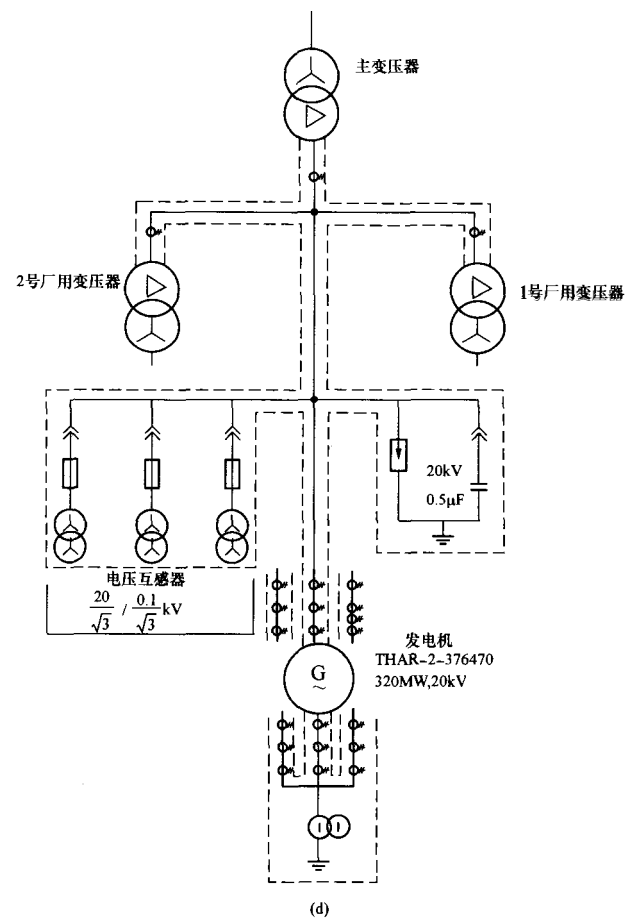 主变压器
2号厂用变压器
1号厂用变压器
20kV
0.5μF
电压互感器
20/√3 / 0.1/√3 kV
发电机
THAR-2-376470
320MW,20kV
G
~
(d)